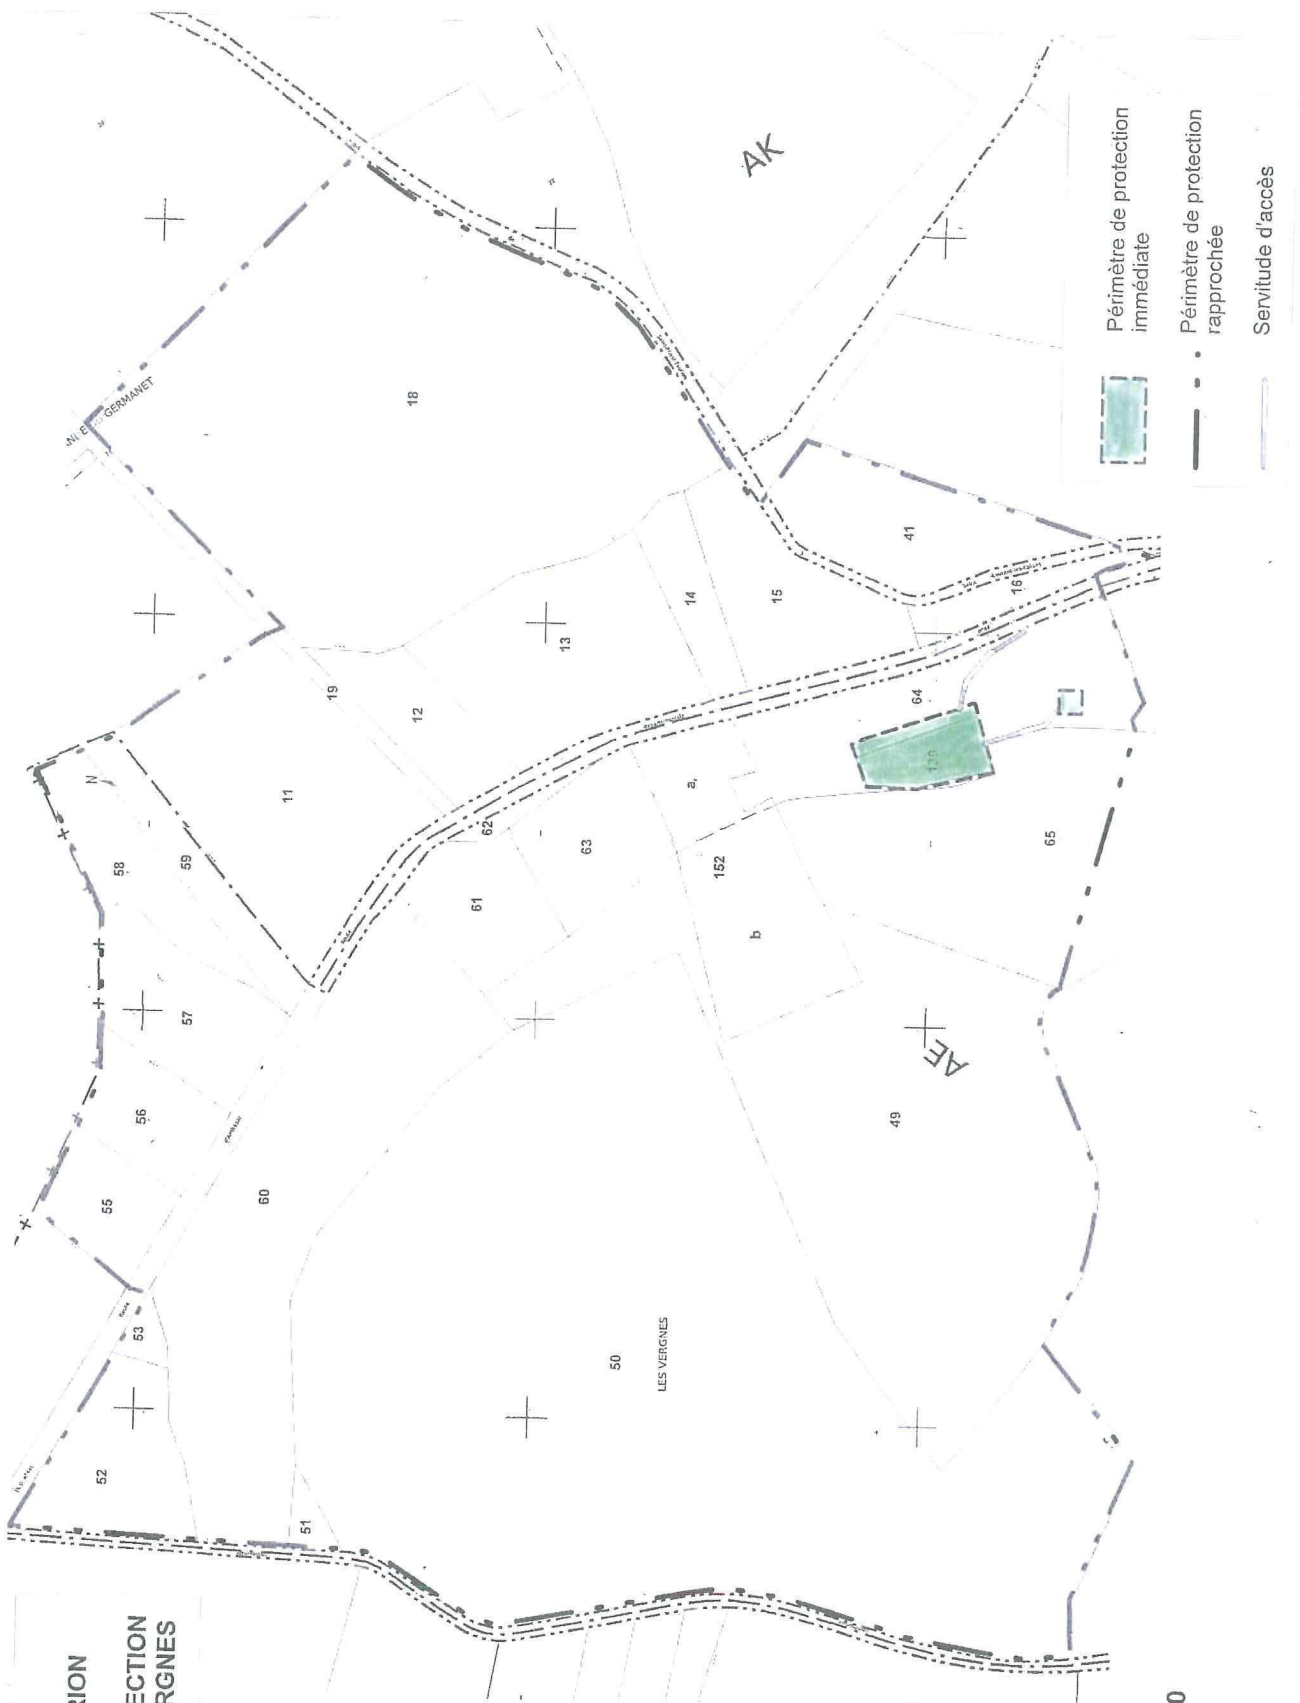 RION
ECTION
RGNES
52
53
51
55
56
57
58
59
N
60
50
LES VERGNES
49
AE
61
62
63
152
a,
b
11
12
13
14
15
16
18
19
GERMANET
41
64
65
AK
Périmètre de protection
immédiate
Périmètre de protection
rapprochée
Servitude d'accès
0